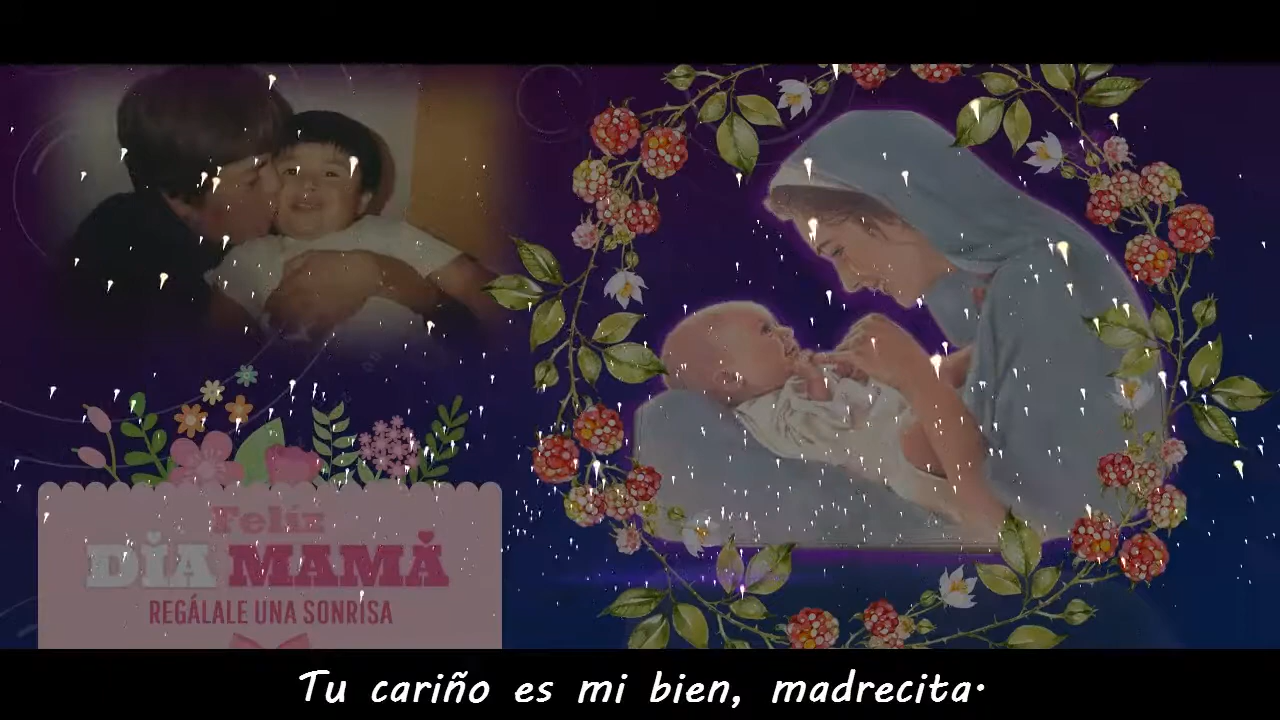 Feliz
DÍA MAMÁ
REGÁLALE UNA SONRISA
Tu cariño es mi bien, madrecita.